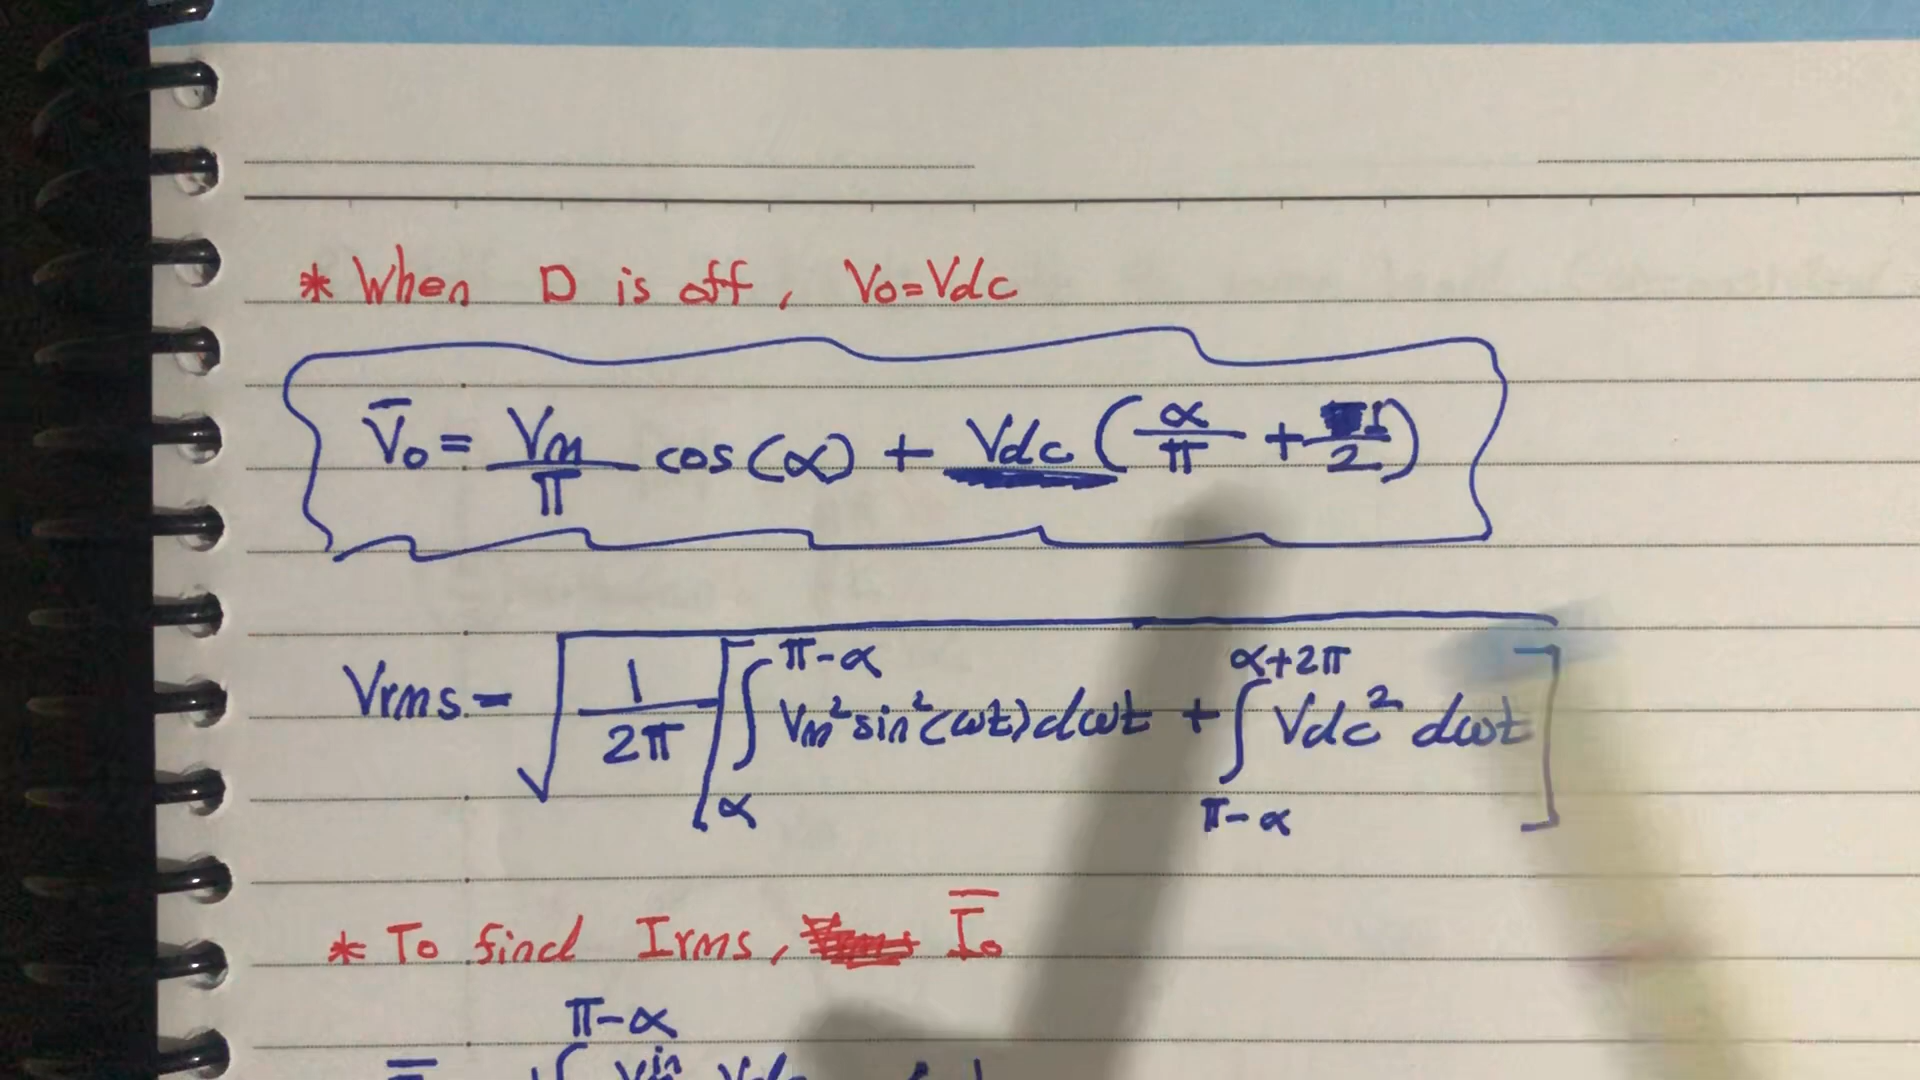 * When D is off, Vo=Vdc
V̄o = Vm/π cos(α) + Vdc (α/π + 1/2)
Vrms = √(1/2π [∫_α^(π-α) Vm² sin²(ωt) dωt + ∫_(π-α)^(α+2π) Vdc² dωt])
* To find Irms, Īo
π-α